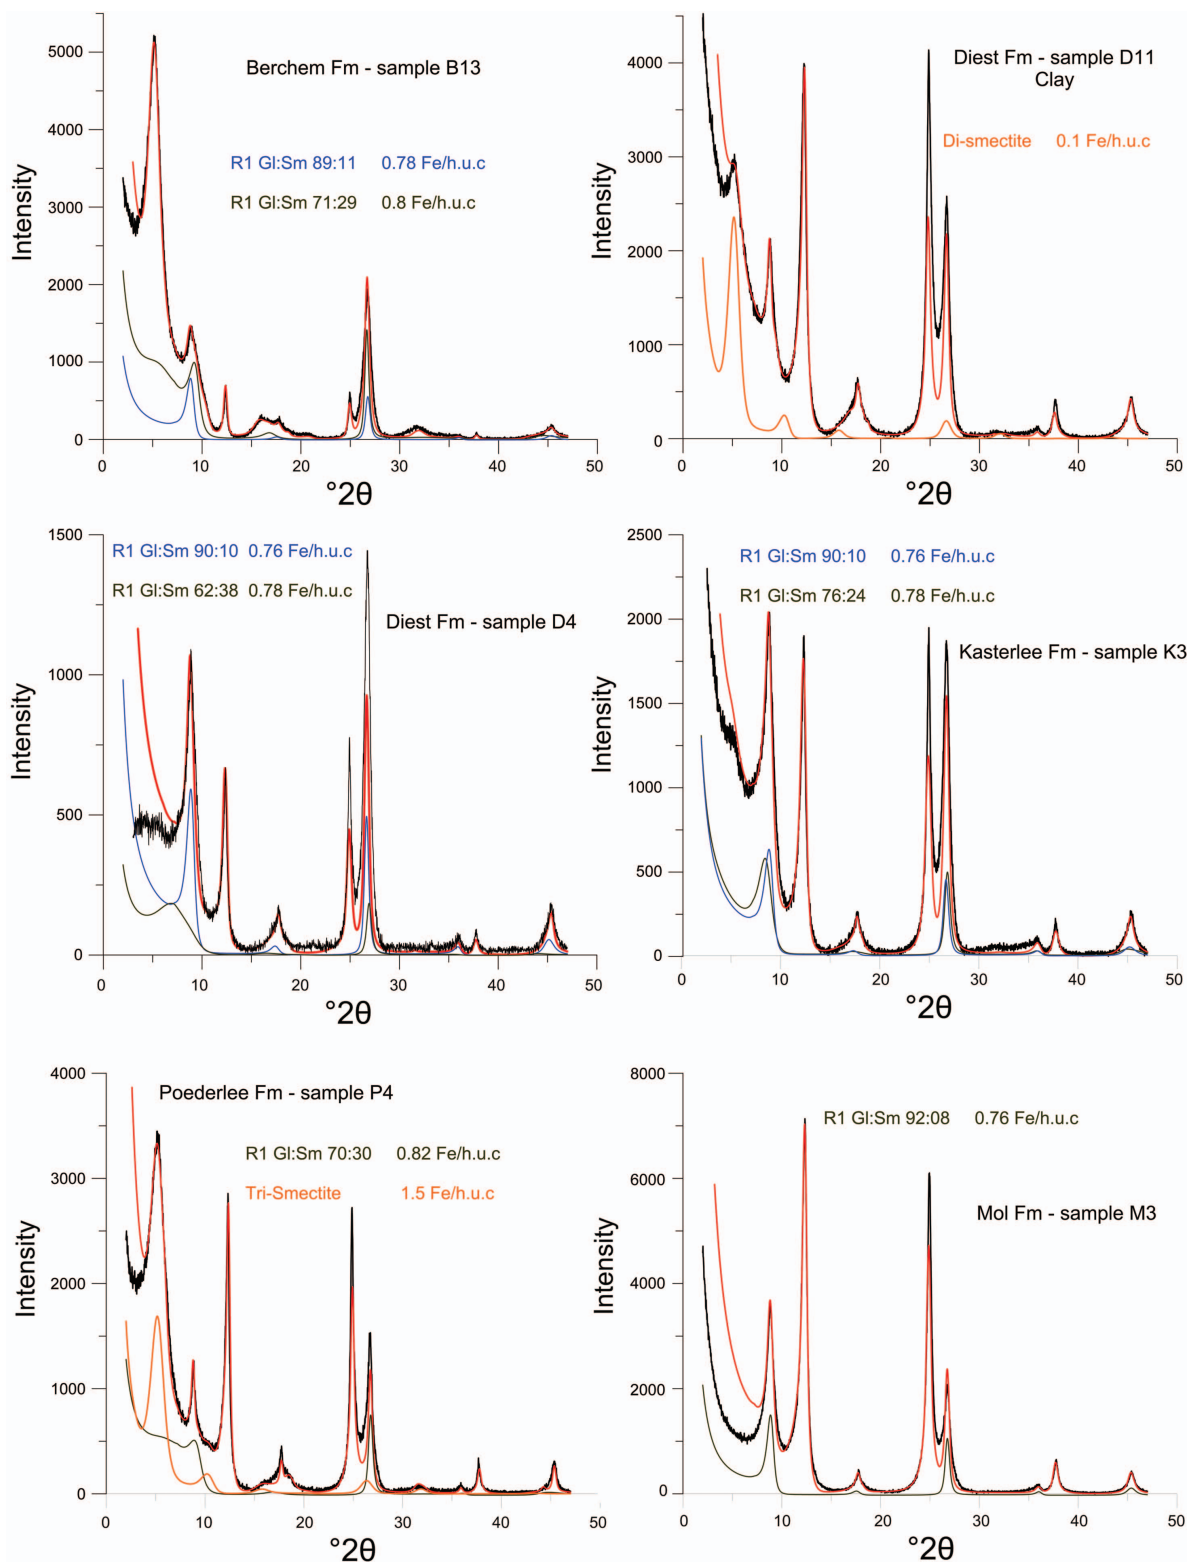 Berchem Fm - sample B13
R1 Gl:Sm 89:11 0.78 Fe/h.u.c
R1 Gl:Sm 71:29 0.8 Fe/h.u.c
Intensity
5000
4000
3000
2000
1000
0
0 10 20 30 40 50
°2θ
Diest Fm - sample D11
Clay
Di-smectite 0.1 Fe/h.u.c
Intensity
4000
3000
2000
1000
0
0 10 20 30 40 50
°2θ
R1 Gl:Sm 90:10 0.76 Fe/h.u.c
R1 Gl:Sm 62:38 0.78 Fe/h.u.c
Diest Fm - sample D4
Intensity
1500
1000
500
0
0 10 20 30 40 50
°2θ
R1 Gl:Sm 90:10 0.76 Fe/h.u.c
R1 Gl:Sm 76:24 0.78 Fe/h.u.c
Kasterlee Fm - sample K3
Intensity
2500
2000
1500
1000
500
0
0 10 20 30 40 50
°2θ
Poederlee Fm - sample P4
R1 Gl:Sm 70:30 0.82 Fe/h.u.c
Tri-Smectite 1.5 Fe/h.u.c
Intensity
4000
3000
2000
1000
0
0 10 20 30 40 50
°2θ
R1 Gl:Sm 92:08 0.76 Fe/h.u.c
Mol Fm - sample M3
Intensity
8000
6000
4000
2000
0
0 10 20 30 40 50
°2θ